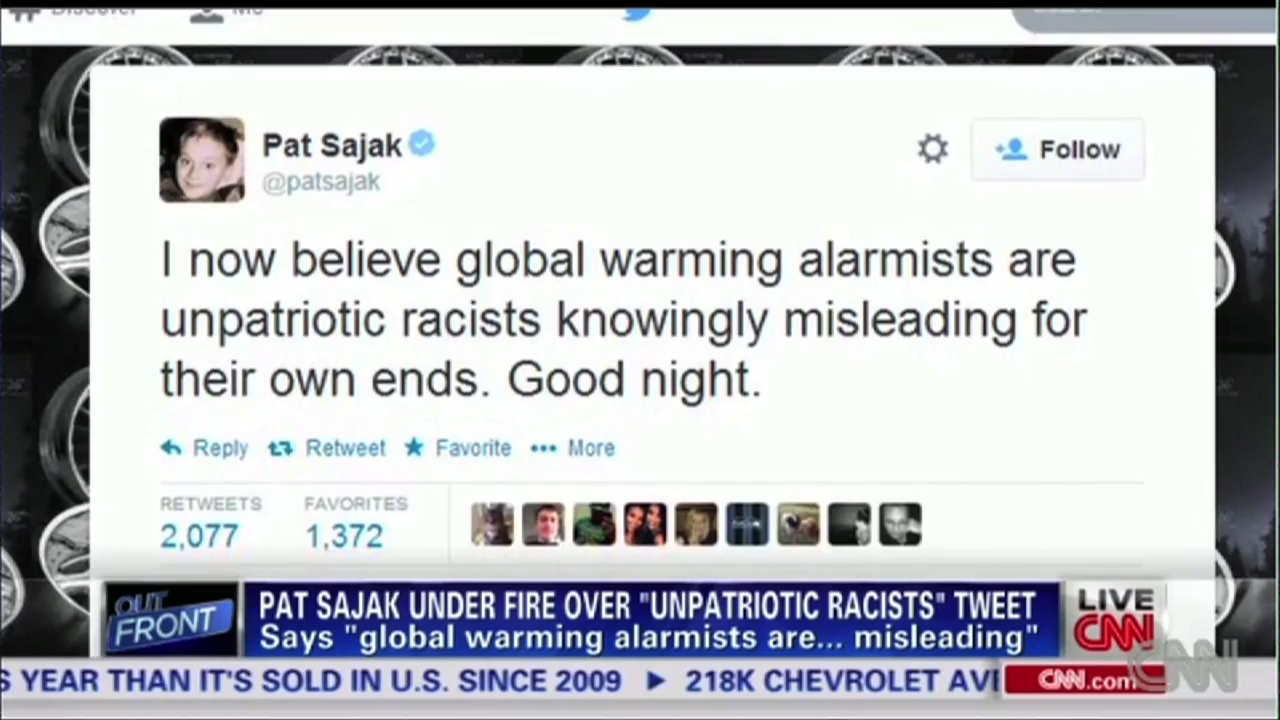 Discover
Me
Pat Sajak
@patsajak
Follow
I now believe global warming alarmists are
unpatriotic racists knowingly misleading for
their own ends. Good night.
Reply Retweet Favorite More
RETWEETS FAVORITES
2,077 1,372
OUT
FRONT
PAT SAJAK UNDER FIRE OVER "UNPATRIOTIC RACISTS" TWEET
Says "global warming alarmists are... misleading"
LIVE
CNN
S YEAR THAN IT'S SOLD IN U.S. SINCE 2009 ► 218K CHEVROLET AV
CNN.com
CNN